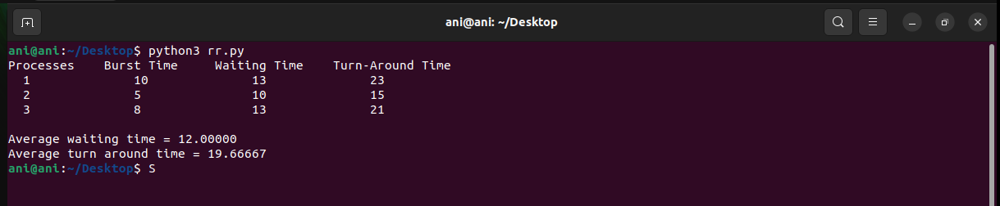 ani@ani: ~/Desktop
ani@ani:~/Desktop$ python3 rr.py
Processes    Burst Time     Waiting Time    Turn-Around Time
1              10              13              23
2              5               10              15
3              8               13              21
Average waiting time = 12.00000
Average turn around time = 19.66667
ani@ani:~/Desktop$ S